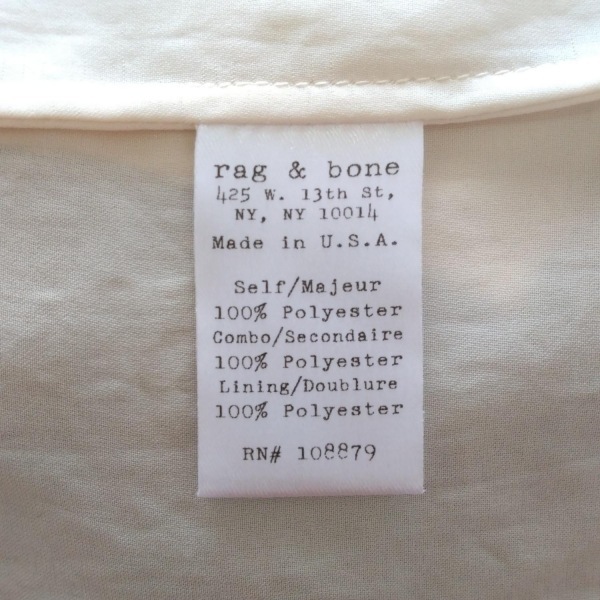 rag & bone
425 W. 13th St,
NY, NY 10014
Made in U.S.A.
Self/Majeur
100% Polyester
Combo/Secondaire
100% Polyester
Lining/Doublure
100% Polyester
RN# 108879